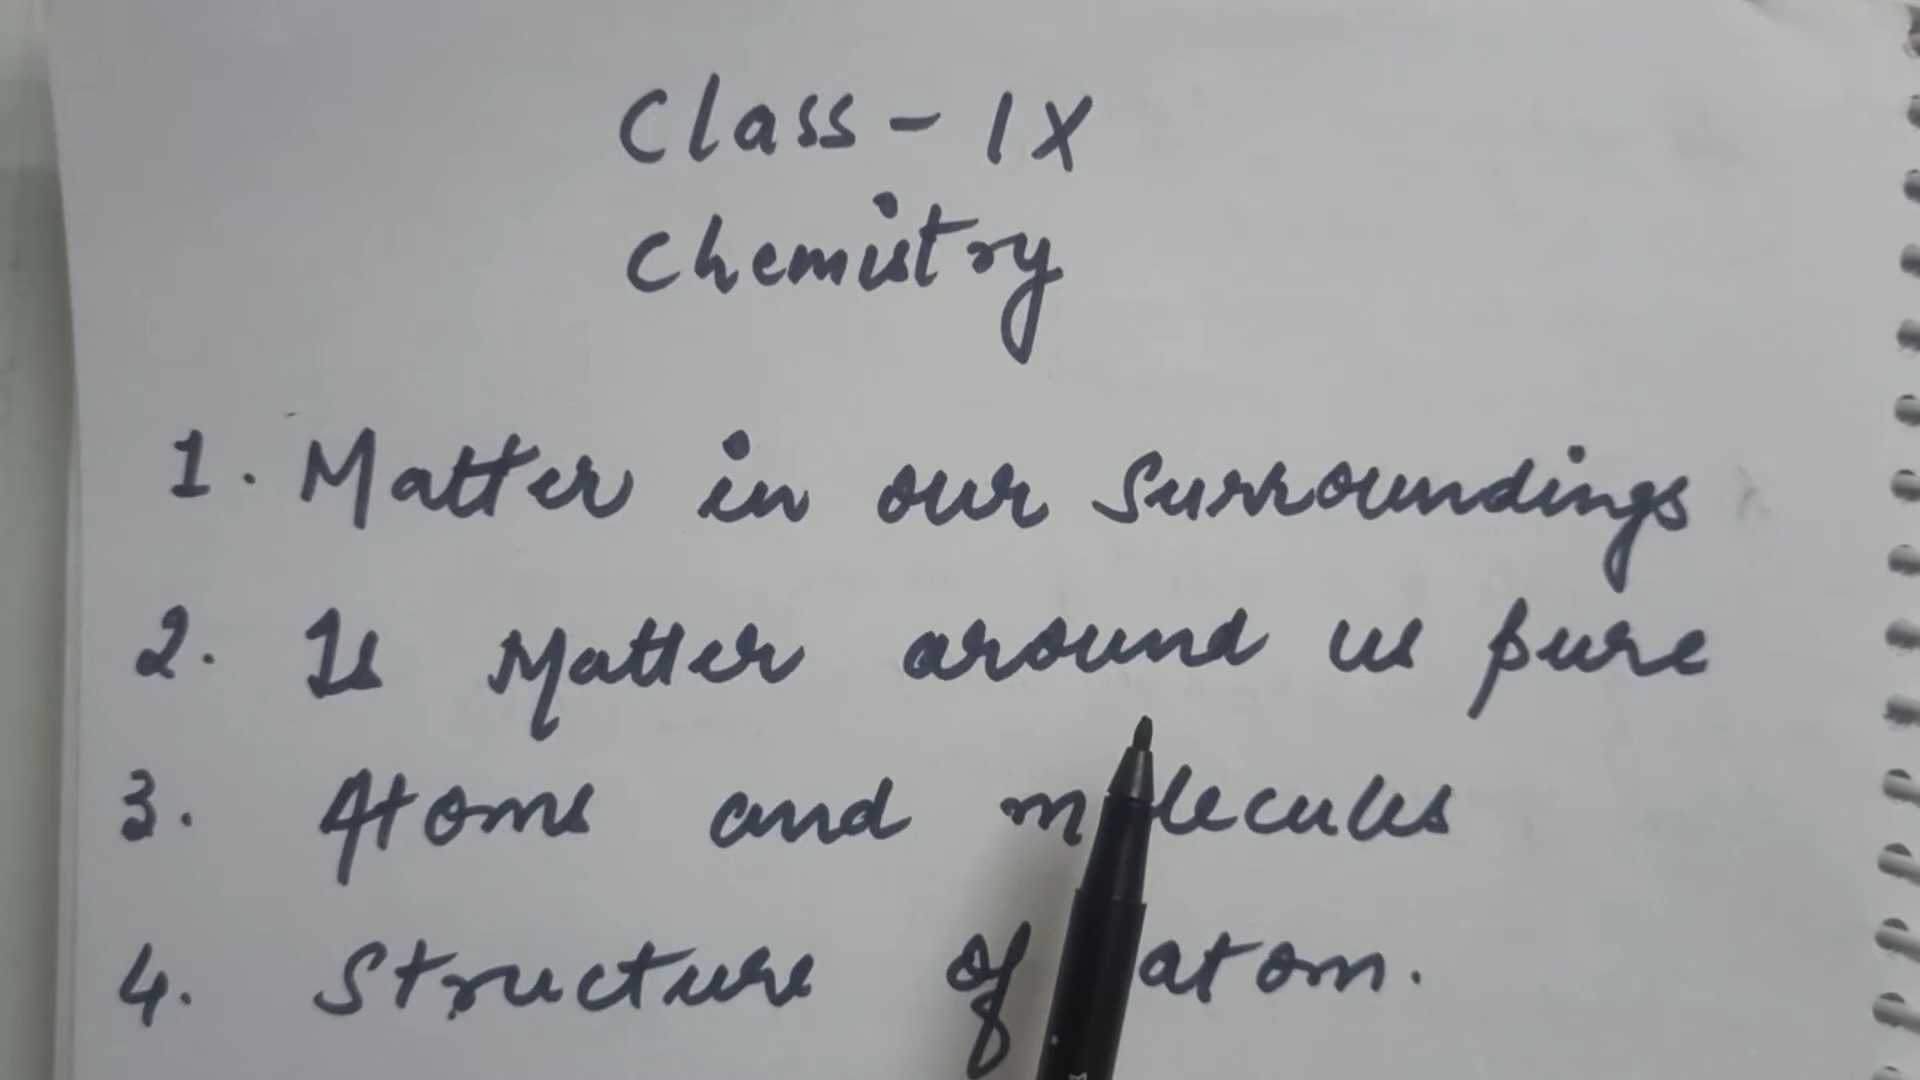 Class - IX
Chemistry
1. Matter in our Surroundings
2. Is Matter around us pure
3. Atoms and molecules
4. Structure of atom.